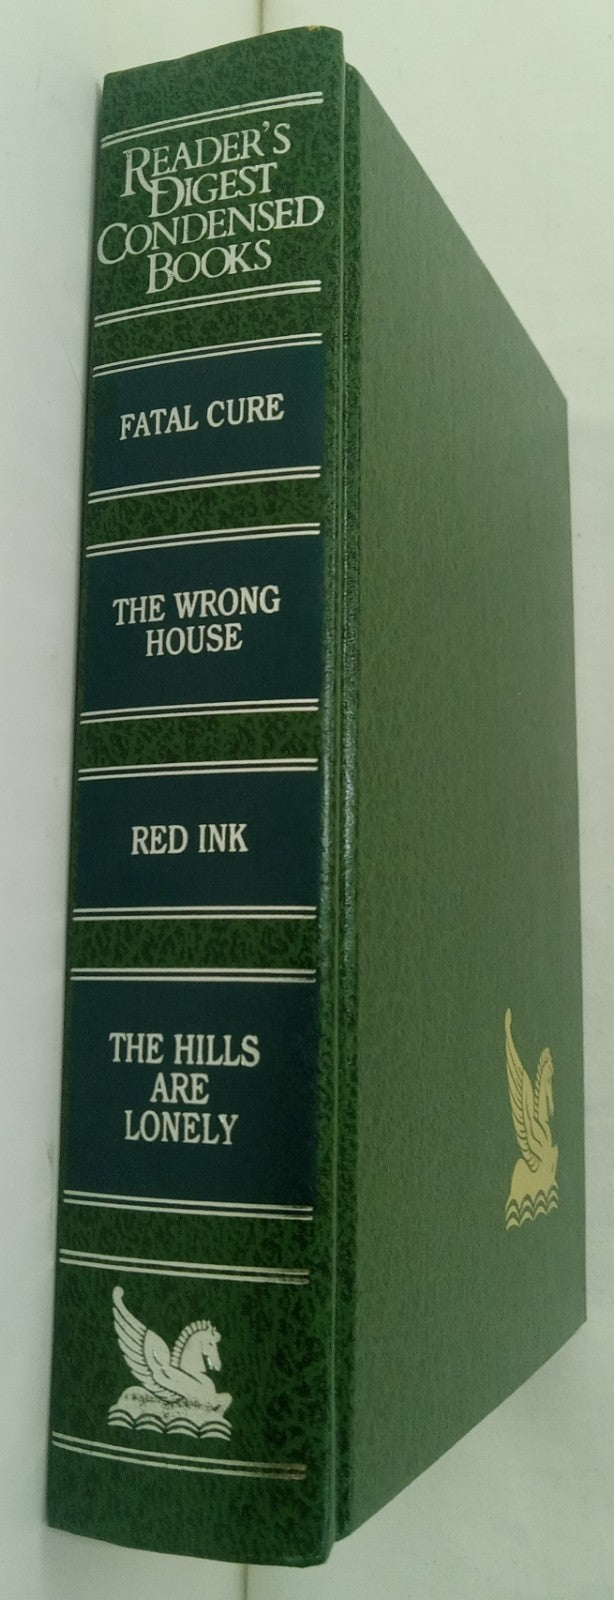 READER'S
DIGEST
CONDENSED
BOOKS
FATAL CURE
THE WRONG
HOUSE
RED INK
THE HILLS
ARE
LONELY